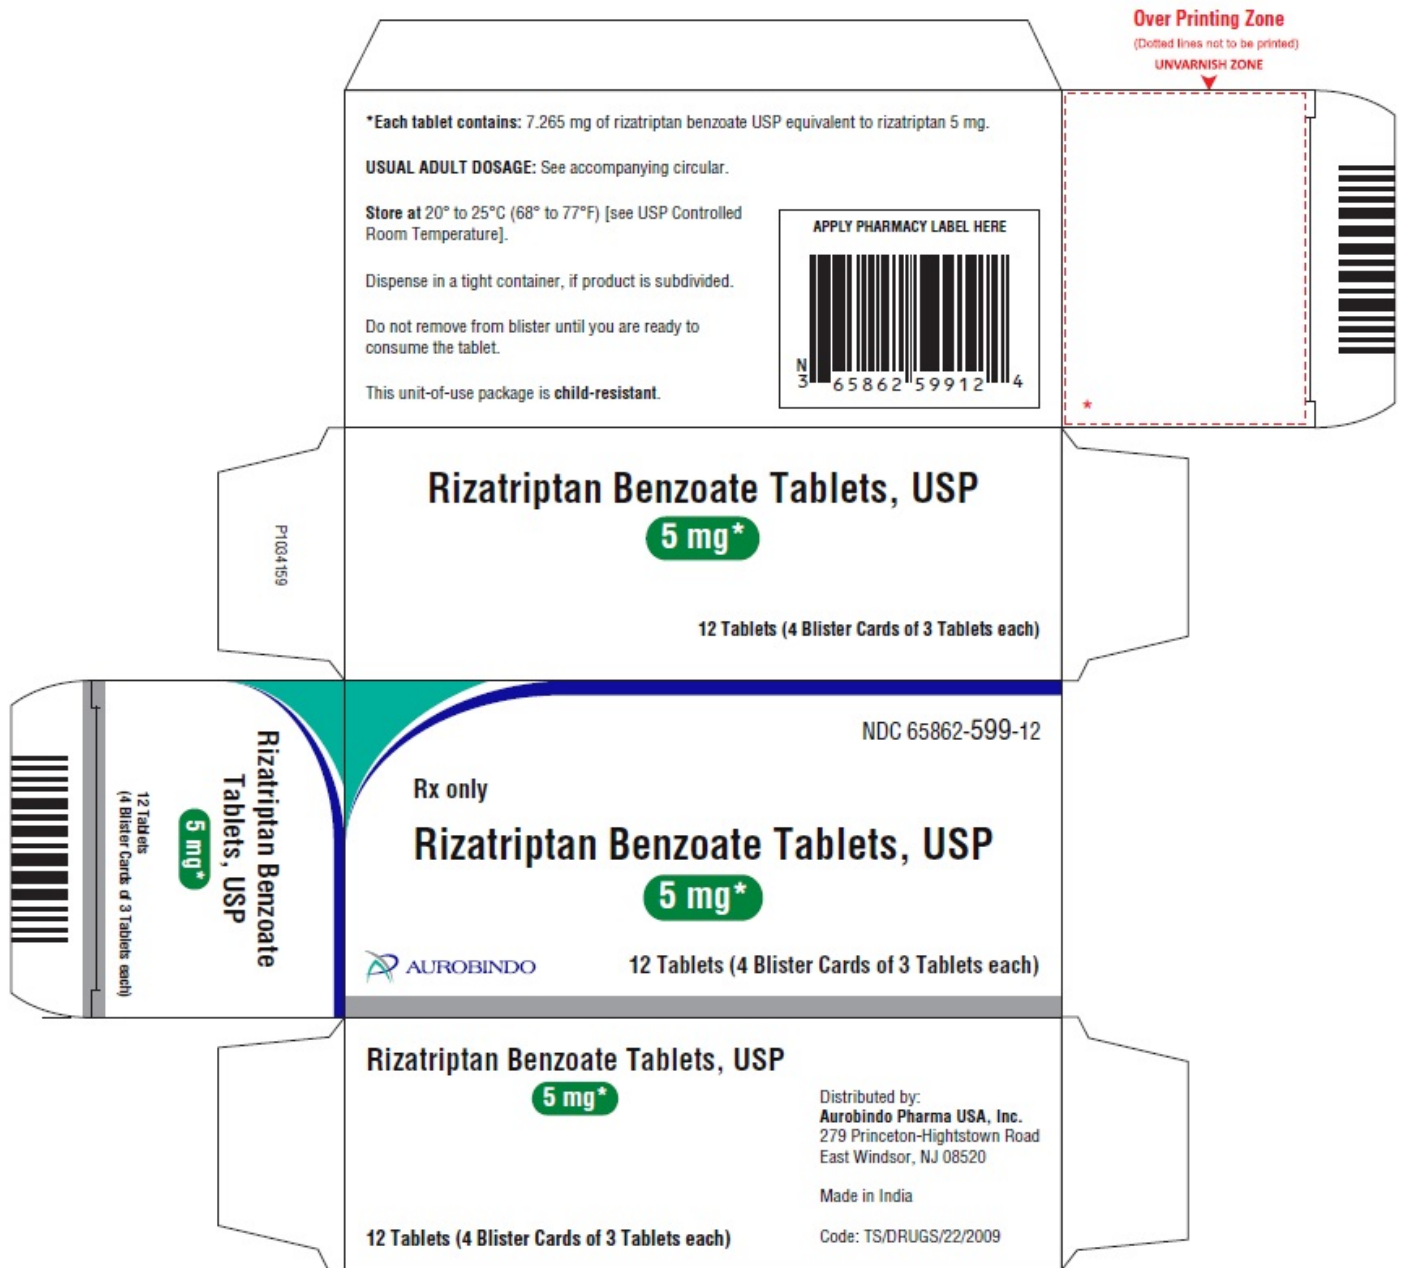 Over Printing Zone
(Dotted lines not to be printed)
UNVARNISH ZONE
*Each tablet contains: 7.265 mg of rizatriptan benzoate USP equivalent to rizatriptan 5 mg.
USUAL ADULT DOSAGE: See accompanying circular.
Store at 20° to 25°C (68° to 77°F) [see USP Controlled
Room Temperature].
Dispense in a tight container, if product is subdivided.
Do not remove from blister until you are ready to
consume the tablet.
This unit-of-use package is child-resistant.
APPLY PHARMACY LABEL HERE
N
3 65862 59912 4
*
Rizatriptan Benzoate Tablets, USP
5 mg*
12 Tablets (4 Blister Cards of 3 Tablets each)
P1034159
Rizatriptan Benzoate
Tablets, USP
5 mg*
12 Tablets
(4 Blister Cards of 3 Tablets each)
NDC 65862-599-12
Rx only
Rizatriptan Benzoate Tablets, USP
5 mg*
AUROBINDO
12 Tablets (4 Blister Cards of 3 Tablets each)
Rizatriptan Benzoate Tablets, USP
5 mg*
12 Tablets (4 Blister Cards of 3 Tablets each)
Distributed by:
Aurobindo Pharma USA, Inc.
279 Princeton-Hightstown Road
East Windsor, NJ 08520
Made in India
Code: TS/DRUGS/22/2009